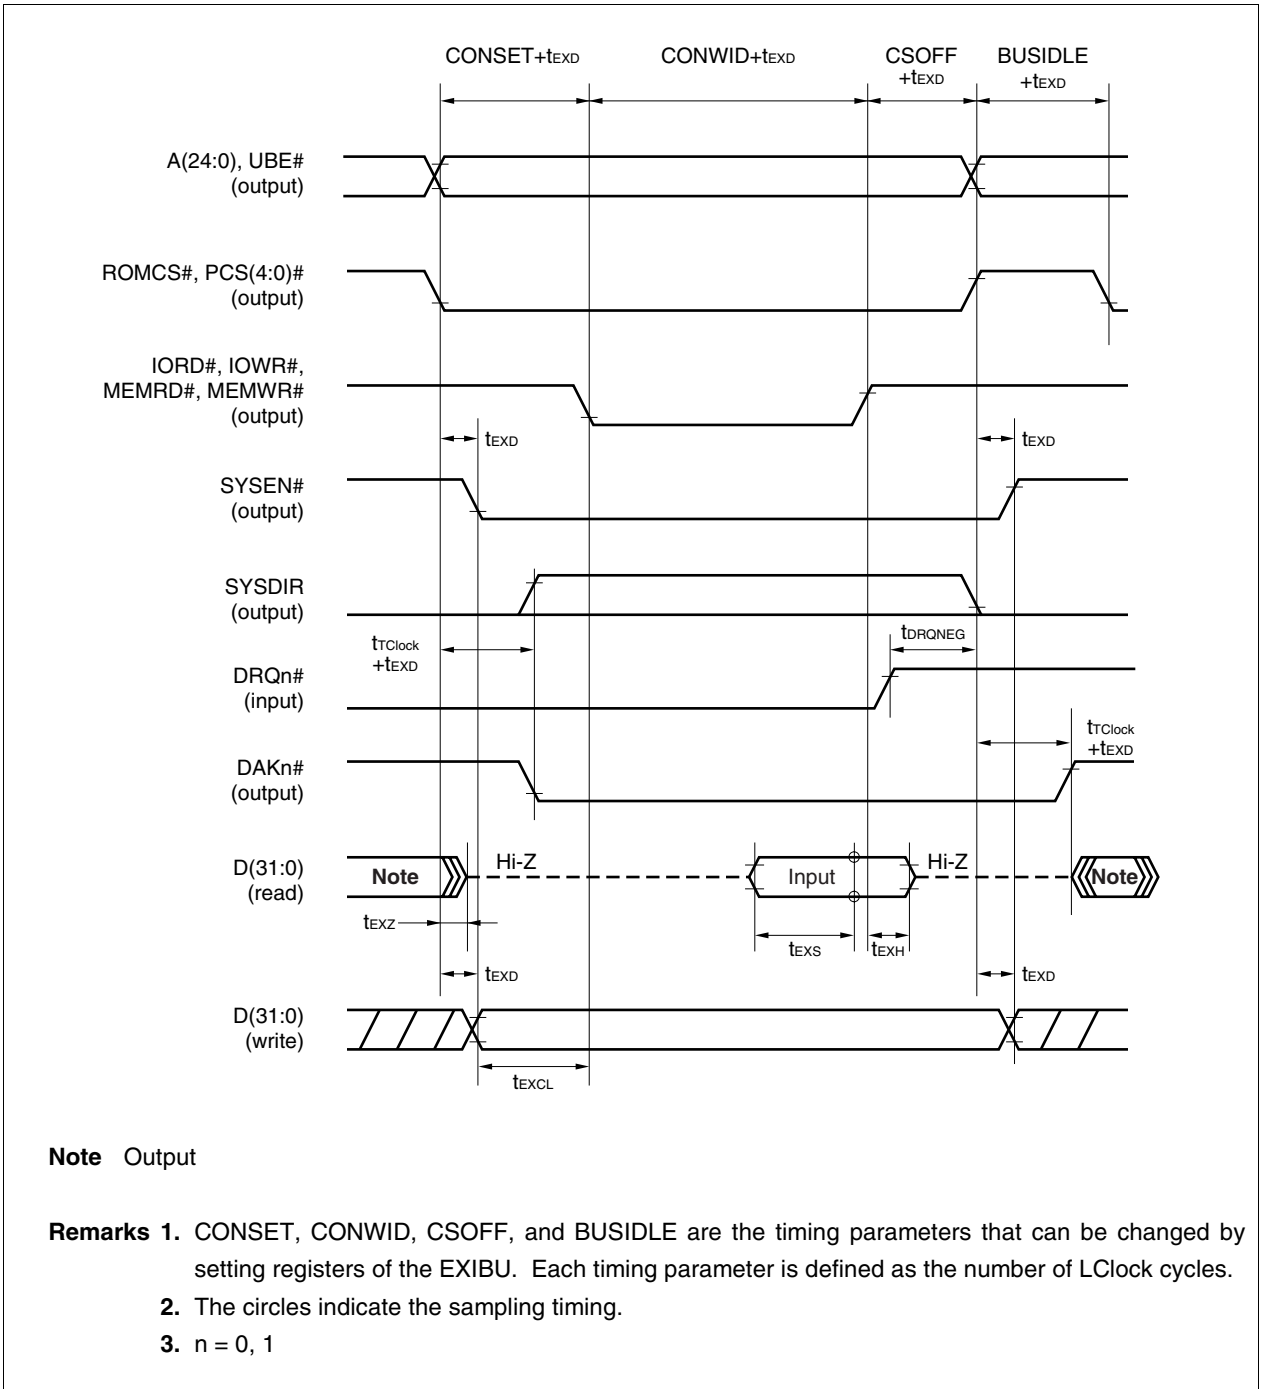 CONSET+tEXD CONWID+tEXD CSOFF BUSIDLE
+tEXD +tEXD
A(24:0), UBE#
(output)
ROMCS#, PCS(4:0)#
(output)
IORD#, IOWR#,
MEMRD#, MEMWR#
(output)
tEXD tEXD
SYSEN#
(output)
SYSDIR
(output)
tTClock
+tEXD
tDRQNEG
DRQn#
(input)
tTClock
+tEXD
DAKn#
(output)
D(31:0)
(read)
Note Hi-Z Input Hi-Z Note
tEXZ tEXS tEXH
tEXD tEXD
D(31:0)
(write)
tEXCL
Note Output
Remarks 1. CONSET, CONWID, CSOFF, and BUSIDLE are the timing parameters that can be changed by
setting registers of the EXIBU. Each timing parameter is defined as the number of LClock cycles.
2. The circles indicate the sampling timing.
3. n = 0, 1